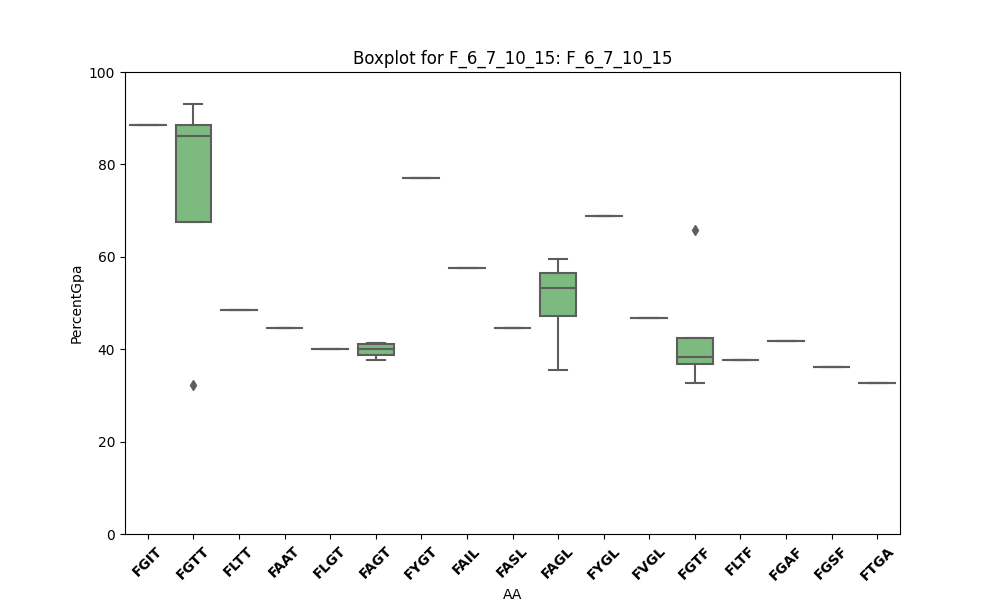 Boxplot for F_6_7_10_15: F_6_7_10_15
100
80
60
40
20
0
PercentGpa
FGIT FGTT FLTT FAAT FLGT FAGT FYGT FAIL FASL FAGL FYGL FVGL FGTF FLTF FGAF FGSF FTGA
AA